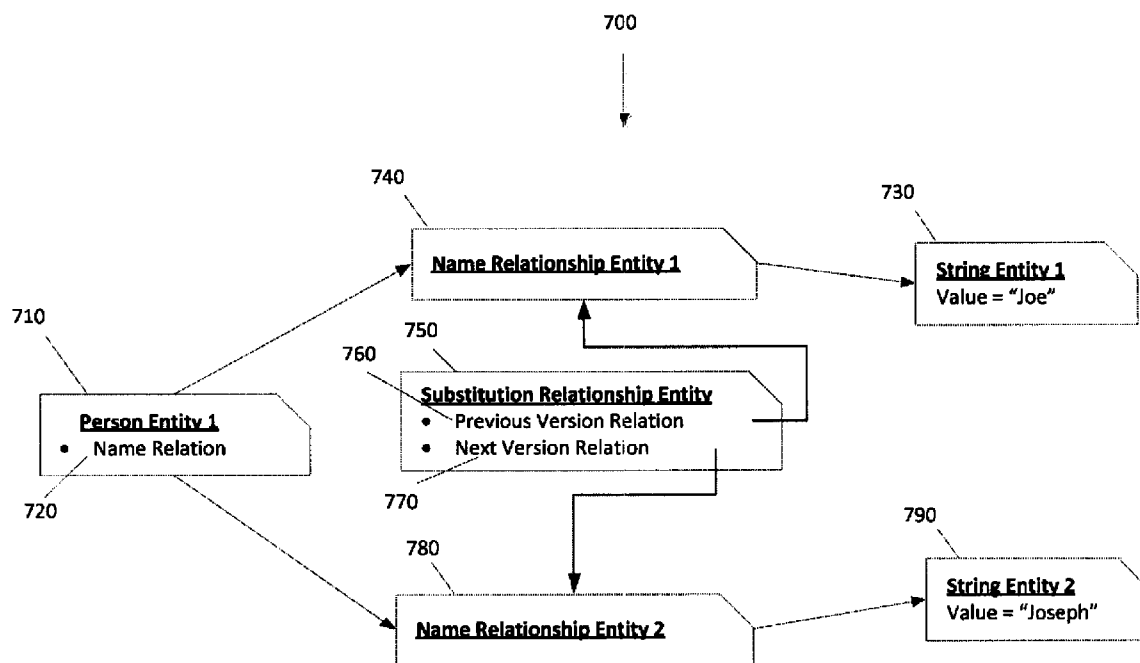 700
740
730
Name Relationship Entity 1
String Entity 1
Value = "Joe"
710
750
760
Substitution Relationship Entity
• Previous Version Relation
• Next Version Relation
Person Entity 1
• Name Relation
720
770
790
780
String Entity 2
Value = "Joseph"
Name Relationship Entity 2